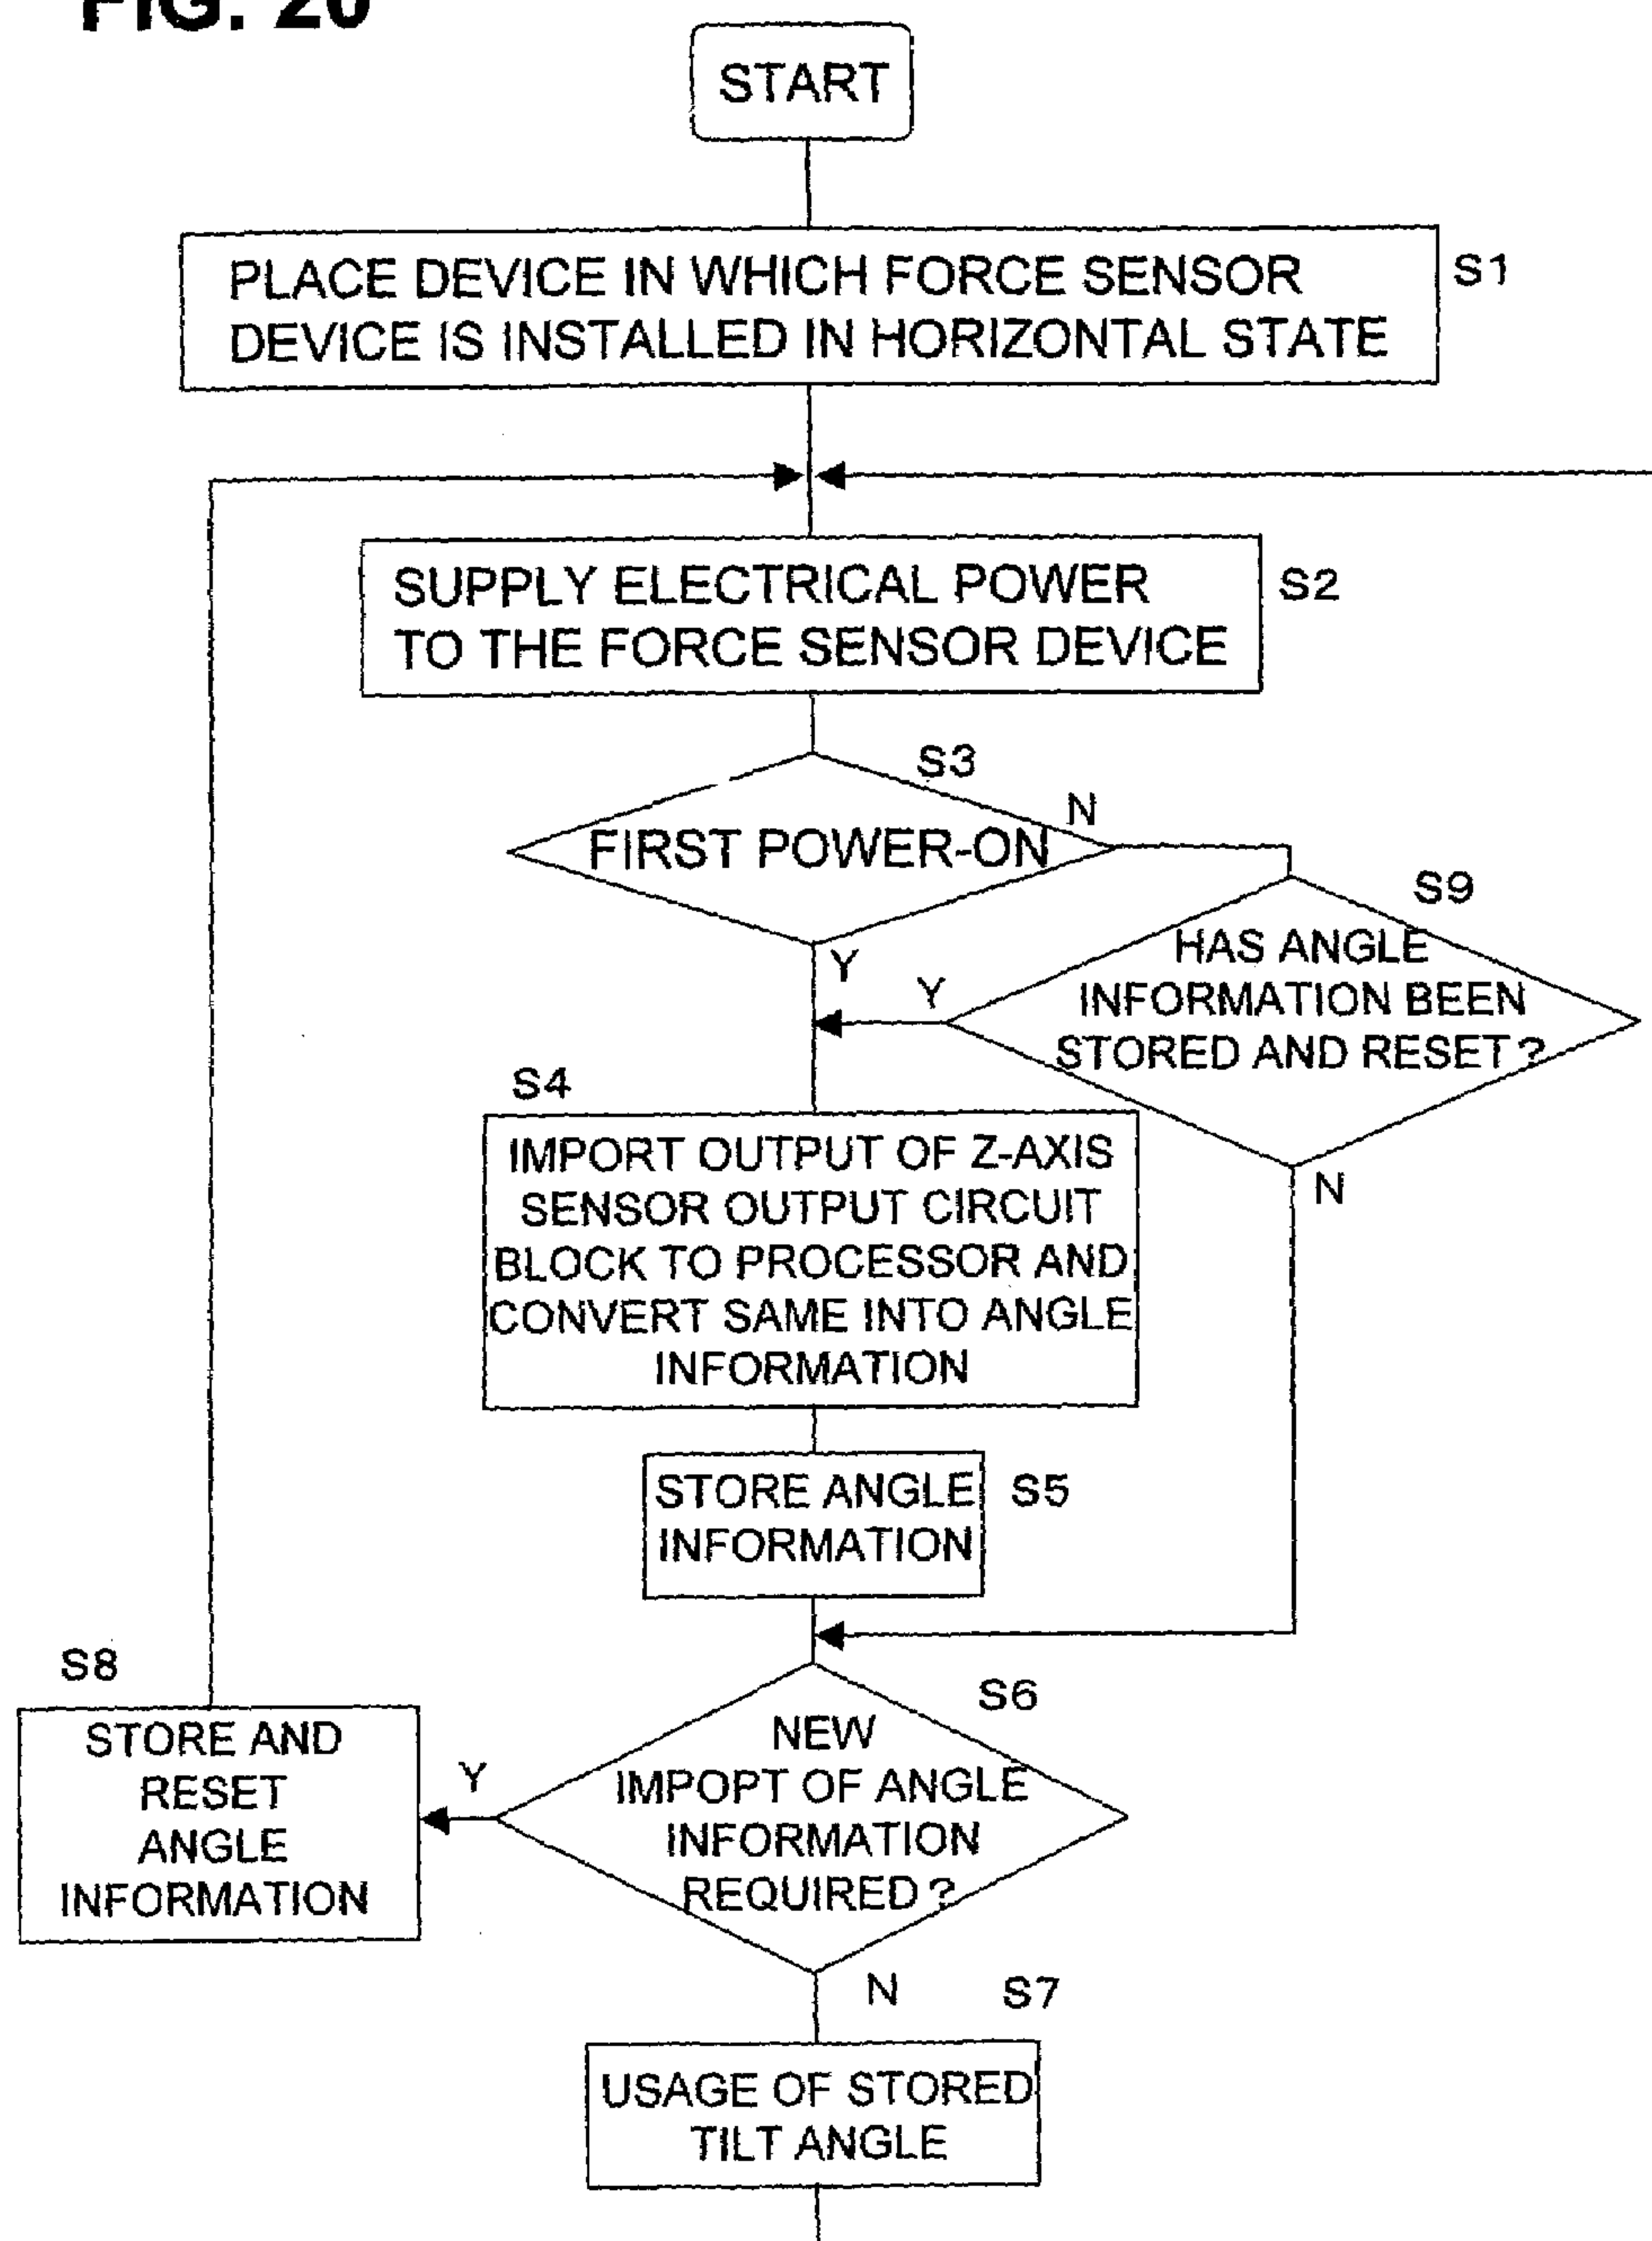 FIG. 20
START
PLACE DEVICE IN WHICH FORCE SENSOR
DEVICE IS INSTALLED IN HORIZONTAL STATE
S1
SUPPLY ELECTRICAL POWER
TO THE FORCE SENSOR DEVICE
S2
S3
FIRST POWER-ON
N
Y
S9
HAS ANGLE
INFORMATION BEEN
STORED AND RESET?
Y
N
S4
IMPORT OUTPUT OF Z-AXIS
SENSOR OUTPUT CIRCUIT
BLOCK TO PROCESSOR AND
CONVERT SAME INTO ANGLE
INFORMATION
STORE ANGLE
INFORMATION
S5
S8
STORE AND
RESET
ANGLE
INFORMATION
Y
S6
NEW
IMPOPT OF ANGLE
INFORMATION
REQUIRED?
N
S7
USAGE OF STORED
TILT ANGLE